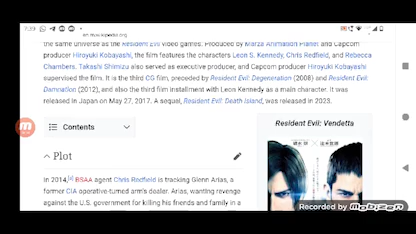 en.m.wikipedia.org
the same universe as the Resident Evil video games. Produced by Marza Animation Planet and Capcom
producer Hiroyuki Kobayashi, the film features the characters Leon S. Kennedy, Chris Redfield, and Rebecca
Chambers. Takashi Shimizu also served as executive producer, and Capcom producer Hiroyuki Kobayashi
supervised the film. It is the third CG film, preceded by Resident Evil: Degeneration (2008) and Resident Evil:
Damnation (2012), and also the third film installment with Leon Kennedy as a main character. It was
released in Japan on May 27, 2017. A sequel, Resident Evil: Death Island, was released in 2023.
Contents
Resident Evil: Vendetta
Plot
In 2014, BSAA agent Chris Redfield is tracking Glenn Arias, a
former CIA operative-turned arm's dealer. Arias, wanting revenge
against the U.S. government for killing his friends and family in a
Recorded by Mobizen